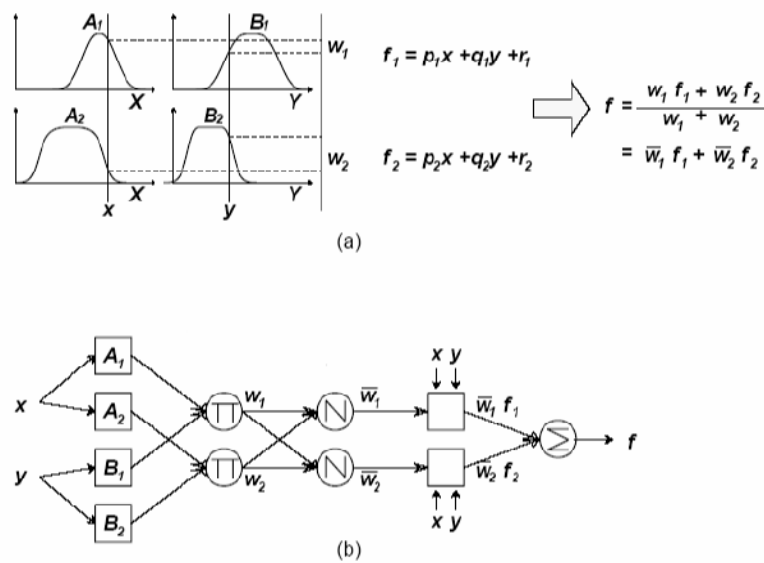 A₁ B₁
w₁ f₁ = p₁x + q₁y + r₁
X Y
w₁ f₁ + w₂ f₂
f = ―――――
w₁ + w₂
A₂ B₂
= w̅₁ f₁ + w̅₂ f₂
w₂ f₂ = p₂x + q₂y + r₂
X Y
x y
(a)
x y
A₁
w₁ w̅₁ w̅₁ f₁
x A₂ Π N
Σ f
y B₁ Π N
w₂ w̅₂ w̅₂ f₂
B₂
x y
(b)